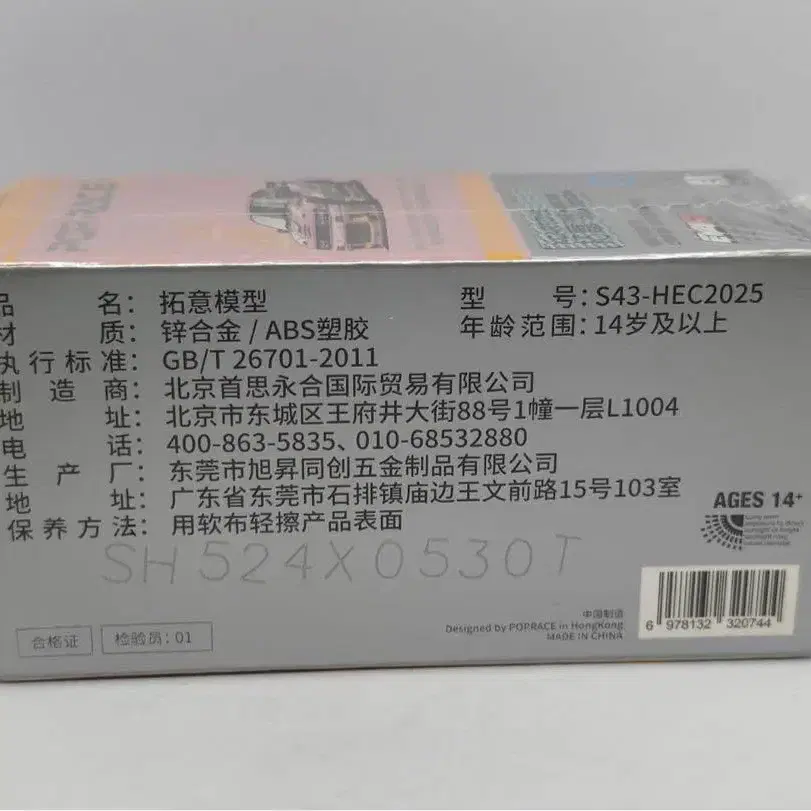 品 名：拓意模型 型 号：S43-HEC2025
材 质：锌合金 / ABS塑胶 年龄范围：14岁及以上
执行标准：GB/T 26701-2011
制造商：北京首思永合国际贸易有限公司
地 址：北京市东城区王府井大街88号1幢一层L1004
电 话：400-863-5835、010-68532880
生产厂：东莞市旭昇同创五金制品有限公司
地 址：广东省东莞市石排镇庙边王文前路15号103室
保养方法：用软布轻擦产品表面
AGES 14+
SH524X0530T
合格证 检验员：01
中国制造
Designed by POPRACE in HongKong
MADE IN CHINA
6 978132 320744